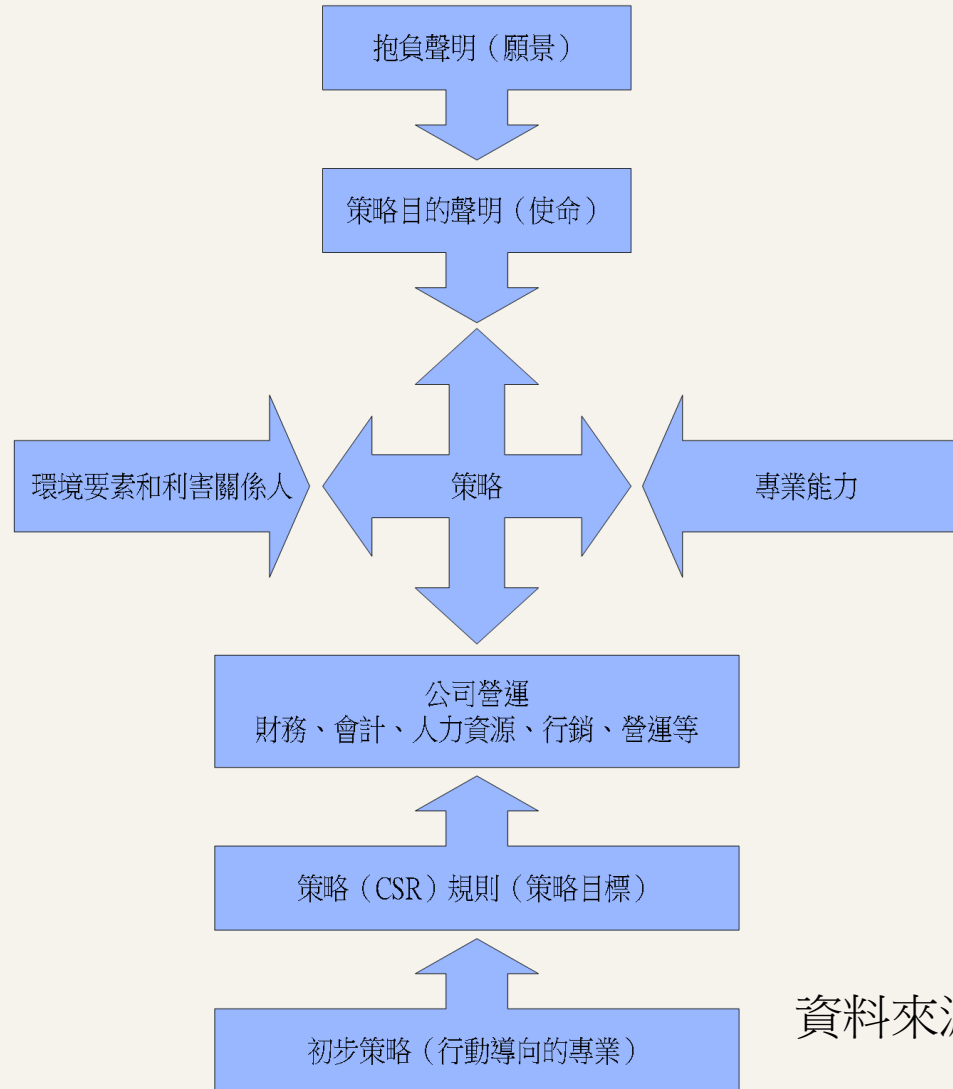 抱負聲明（願景）
策略目的聲明（使命）
環境要素和利害關係人
策略
專業能力
公司營運
財務、會計、人力資源、行銷、營運等
策略（CSR）規則（策略目標）
初步策略（行動導向的專業）
資料來源